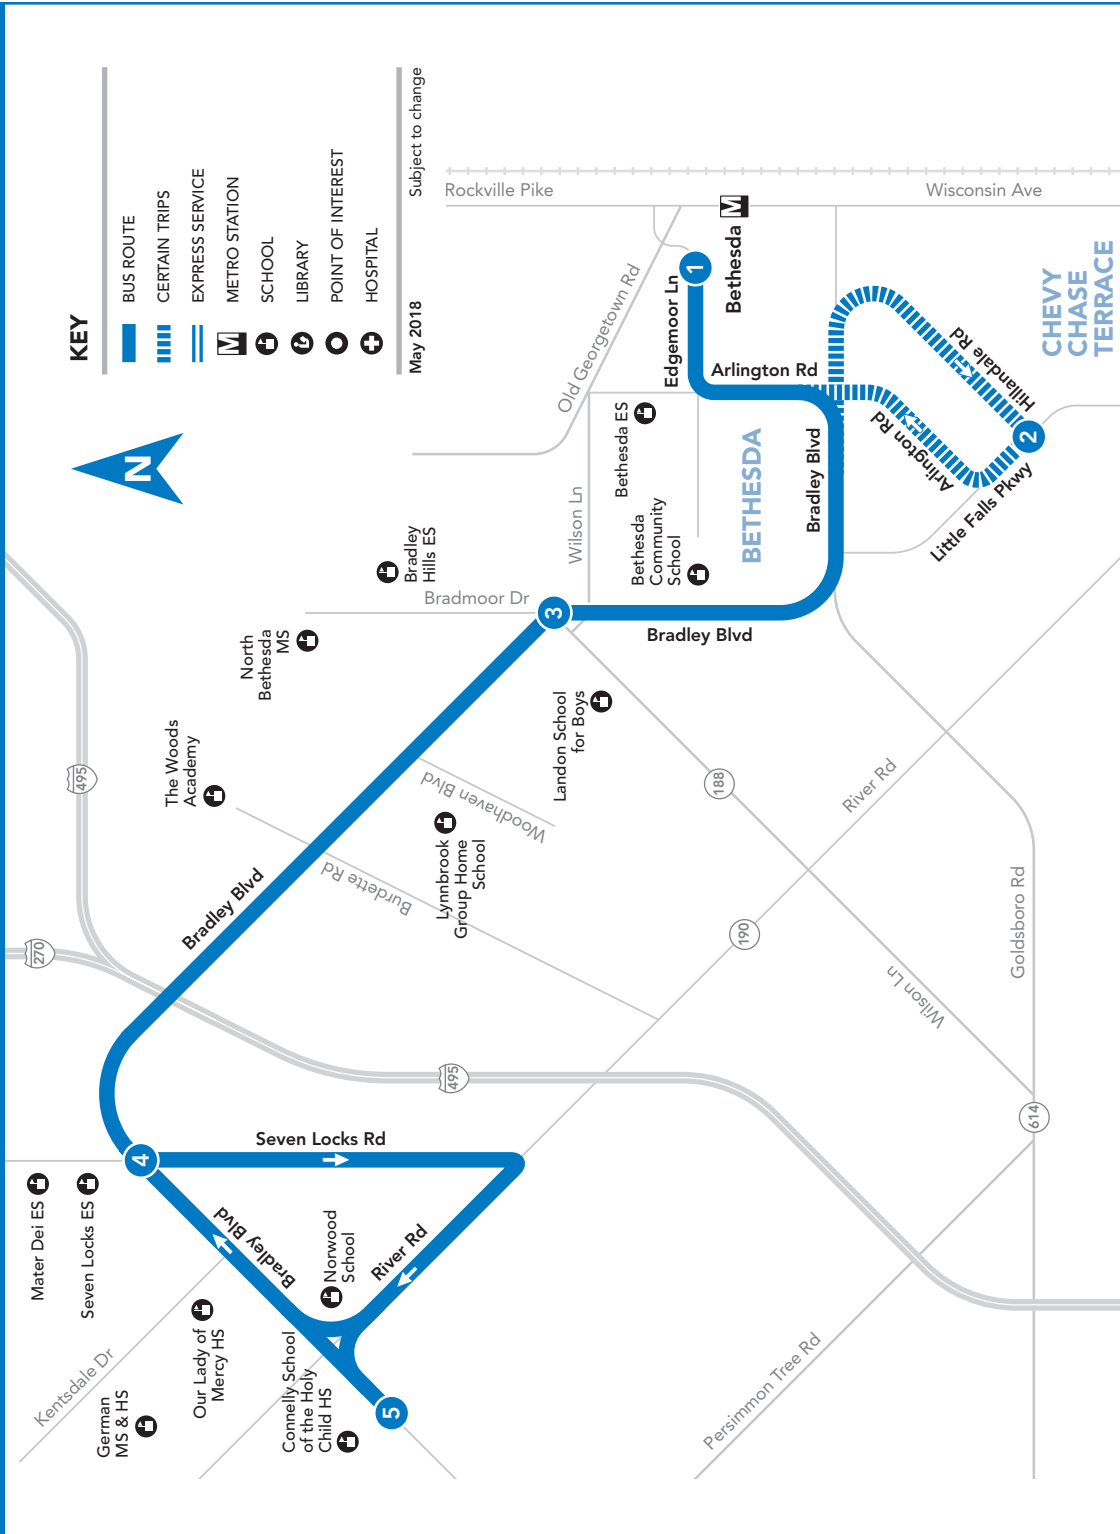 KEY
BUS ROUTE
CERTAIN TRIPS
EXPRESS SERVICE
M
METRO STATION
SCHOOL
LIBRARY
POINT OF INTEREST
HOSPITAL
May 2018
Subject to change
N
Rockville Pike
Wisconsin Ave
Old Georgetown Rd
Edgemoor Ln
1
Bethesda
M
Arlington Rd
CHEVY
CHASE
TERRACE
Hillandale Rd
Arlington Rd
2
Little Falls Pkwy
Bethesda ES
BETHESDA
Bradley Blvd
Wilson Ln
Bethesda
Community
School
Bradley
Hills ES
Bradmoor Dr
3
Bradley Blvd
North
Bethesda
MS
Landon School
for Boys
The Woods
Academy
495
188
River Rd
Woodhaven Blvd
Lynnbrook
Group Home
School
Burdette Rd
Bradley Blvd
270
190
Goldsboro Rd
Wilson Ln
495
614
Seven Locks Rd
4
Mater Dei ES
Seven Locks ES
Bradley Blvd
Norwood
School
River Rd
Our Lady of
Mercy HS
Kentsdale Dr
German
MS & HS
Connelly School
of the Holy
Child HS
5
Persimmon Tree Rd